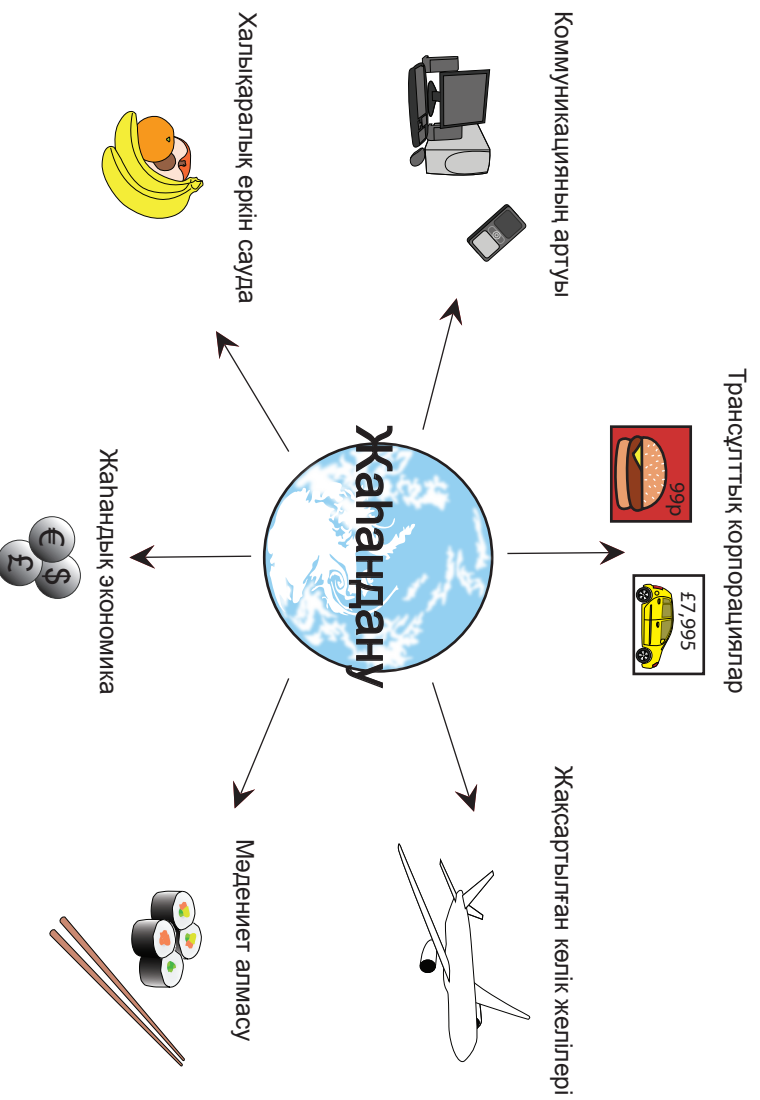 Трансұлттық корпорациялар
99p
£7,995
Коммуникацияның артуы
Жақсартылған көлік желілері
Жаһандану
Халықаралық еркін сауда
Мәдениет алмасу
Жаһандық экономика
€
$
£